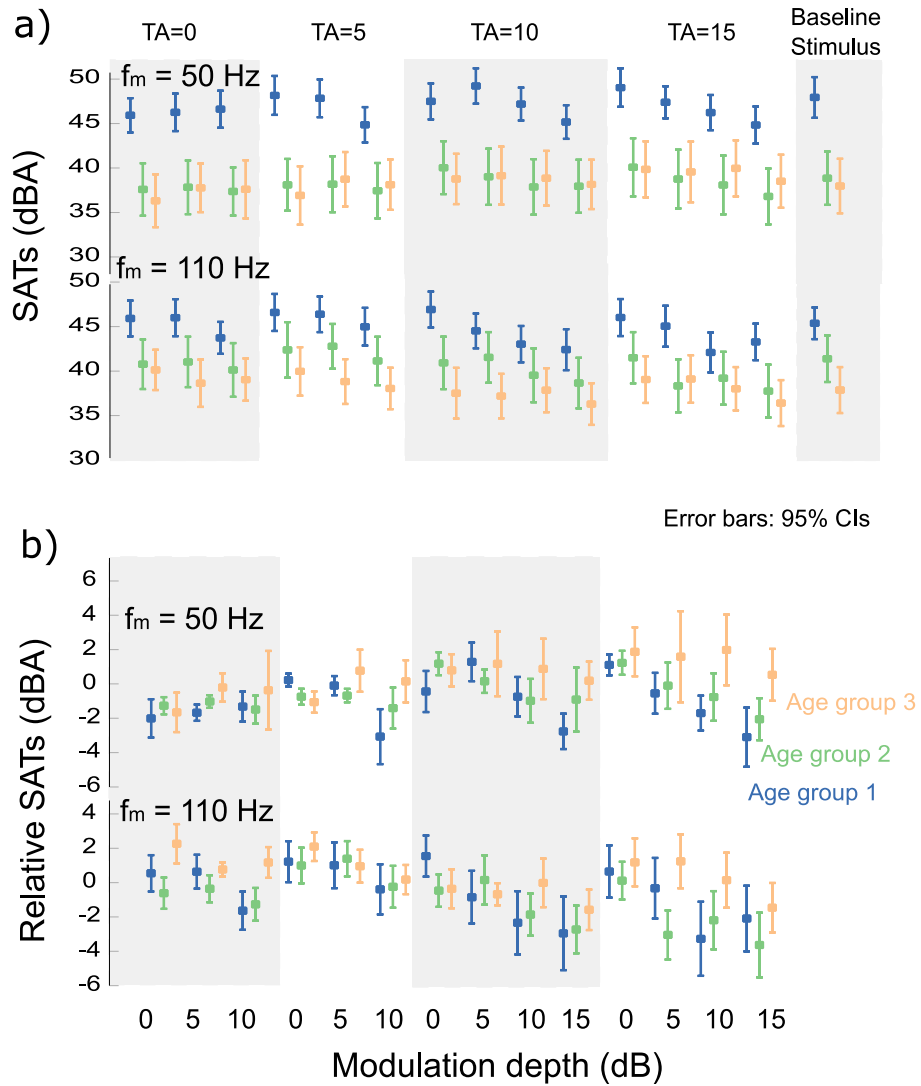 a)
TA=0 TA=5 TA=10 TA=15 Baseline Stimulus
fm = 50 Hz
50
45
40
35
30
fm = 110 Hz
50
45
40
35
30
SATs (dBA)
Error bars: 95% CIs
b)
fm = 50 Hz
6
4
2
0
-2
-4
-6
fm = 110 Hz
4
2
0
-2
-4
-6
Relative SATs (dBA)
Age group 3
Age group 2
Age group 1
0 5 10 0 5 10 0 5 10 15 0 5 10 15
Modulation depth (dB)